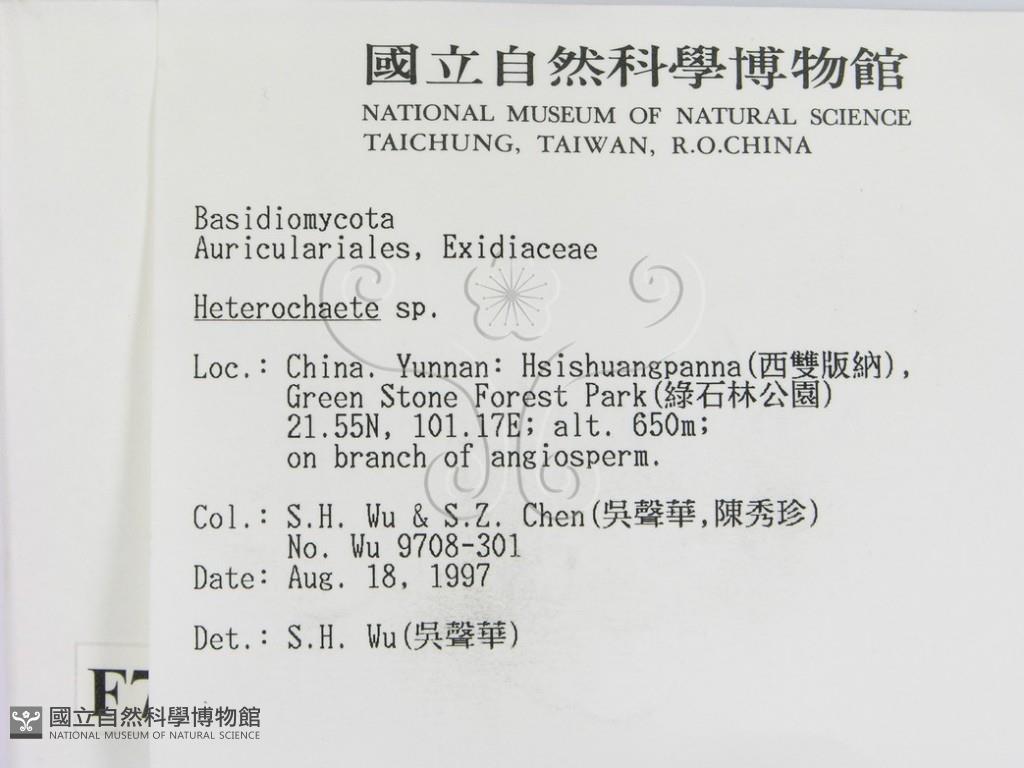 國立自然科學博物館
NATIONAL MUSEUM OF NATURAL SCIENCE
TAICHUNG, TAIWAN, R.O.CHINA
Basidiomycota
Auriculariales, Exidiaceae
Heterochaete sp.
Loc.: China. Yunnan: Hsishuangpanna(西雙版納),
Green Stone Forest Park(綠石林公園)
21.55N, 101.17E; alt. 650m;
on branch of angiosperm.
Col.: S.H. Wu & S.Z. Chen(吳聲華,陳秀珍)
No. Wu 9708-301
Date: Aug. 18, 1997
Det.: S.H. Wu(吳聲華)
國立自然科學博物館
NATIONAL MUSEUM OF NATURAL SCIENCE